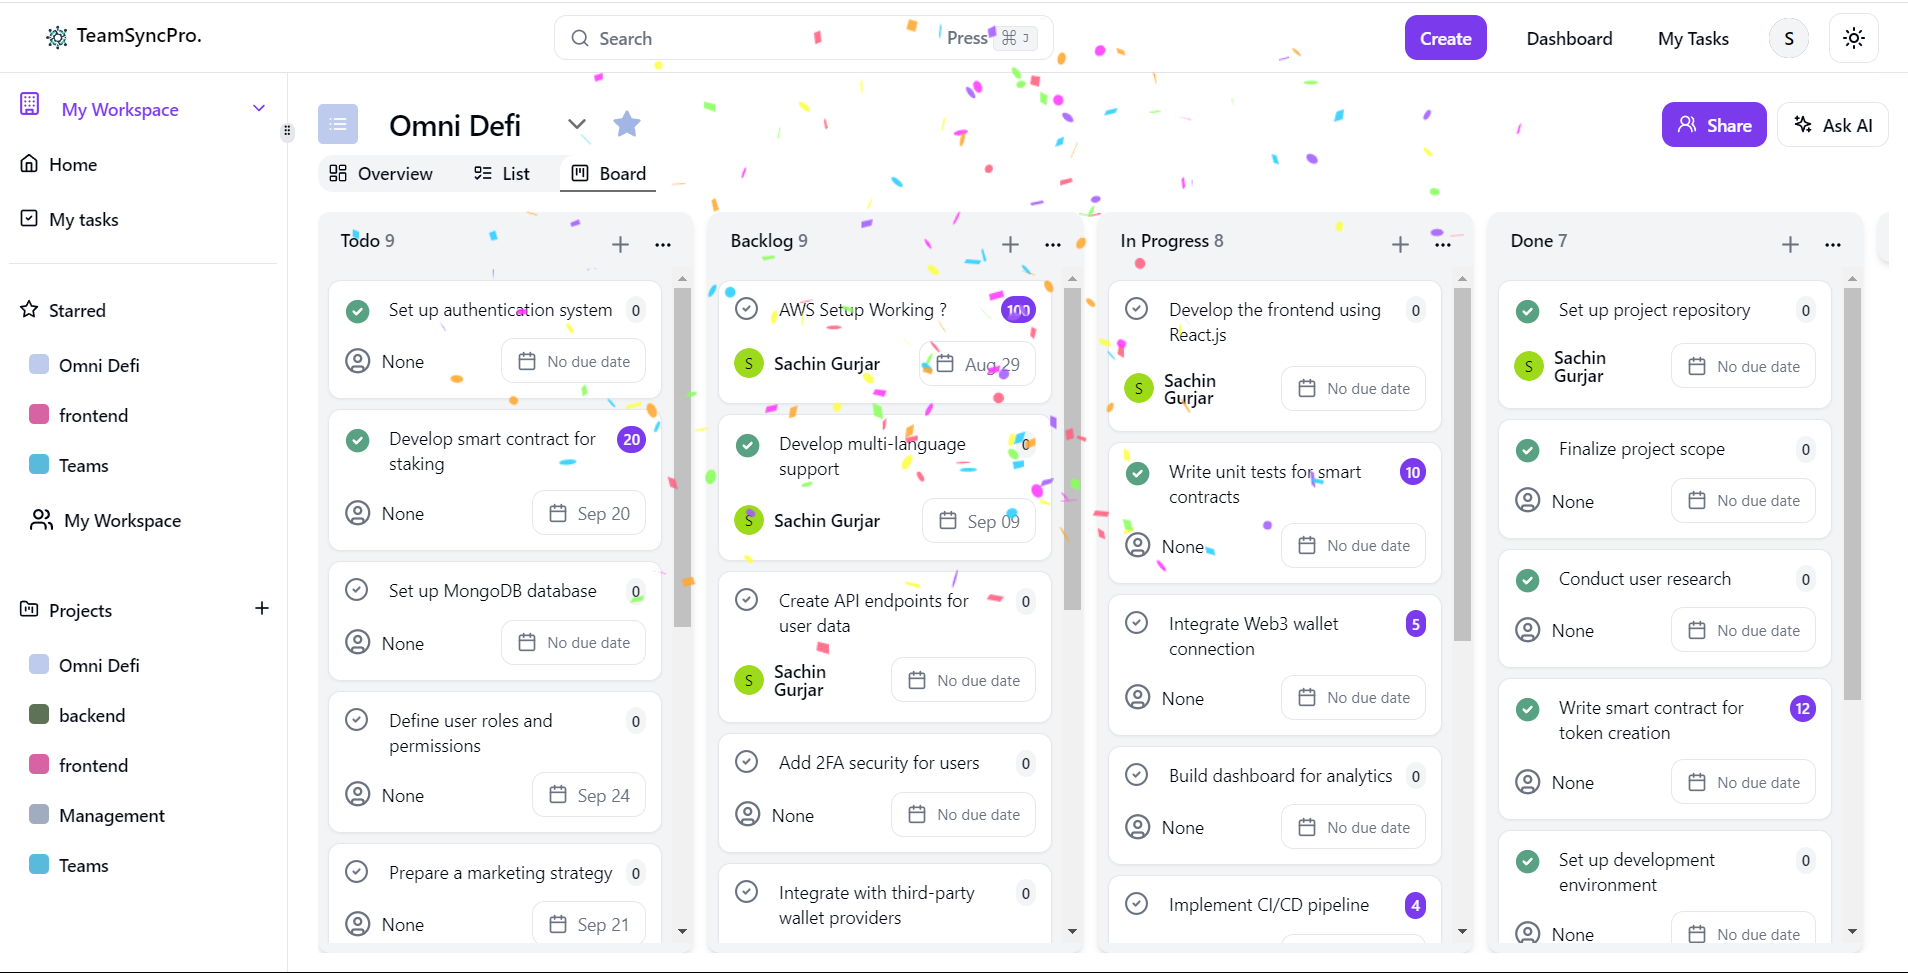 TeamSyncPro.
Search
Press ⌘ J
Create
Dashboard
My Tasks
S
My Workspace
Home
My tasks
Starred
Omni Defi
frontend
Teams
My Workspace
Projects
Omni Defi
backend
frontend
Management
Teams
Omni Defi
Share
Ask AI
Overview
List
Board
Todo 9
Set up authentication system
0
None
No due date
Develop smart contract for
staking
20
None
Sep 20
Set up MongoDB database
0
None
No due date
Define user roles and
permissions
0
None
Sep 24
Prepare a marketing strategy
0
None
Sep 21
Backlog 9
AWS Setup Working ?
100
S
Sachin Gurjar
Aug 29
Develop multi-language
support
0
S
Sachin Gurjar
Sep 09
Create API endpoints for
user data
0
S
Sachin
Gurjar
No due date
Add 2FA security for users
0
None
No due date
Integrate with third-party
wallet providers
0
In Progress 8
Develop the frontend using
React.js
0
S
Sachin
Gurjar
No due date
Write unit tests for smart
contracts
10
None
No due date
Integrate Web3 wallet
connection
5
None
No due date
Build dashboard for analytics
0
None
No due date
Implement CI/CD pipeline
4
Done 7
Set up project repository
0
S
Sachin
Gurjar
No due date
Finalize project scope
0
None
No due date
Conduct user research
0
None
No due date
Write smart contract for
token creation
12
None
No due date
Set up development
environment
0
None
No due date